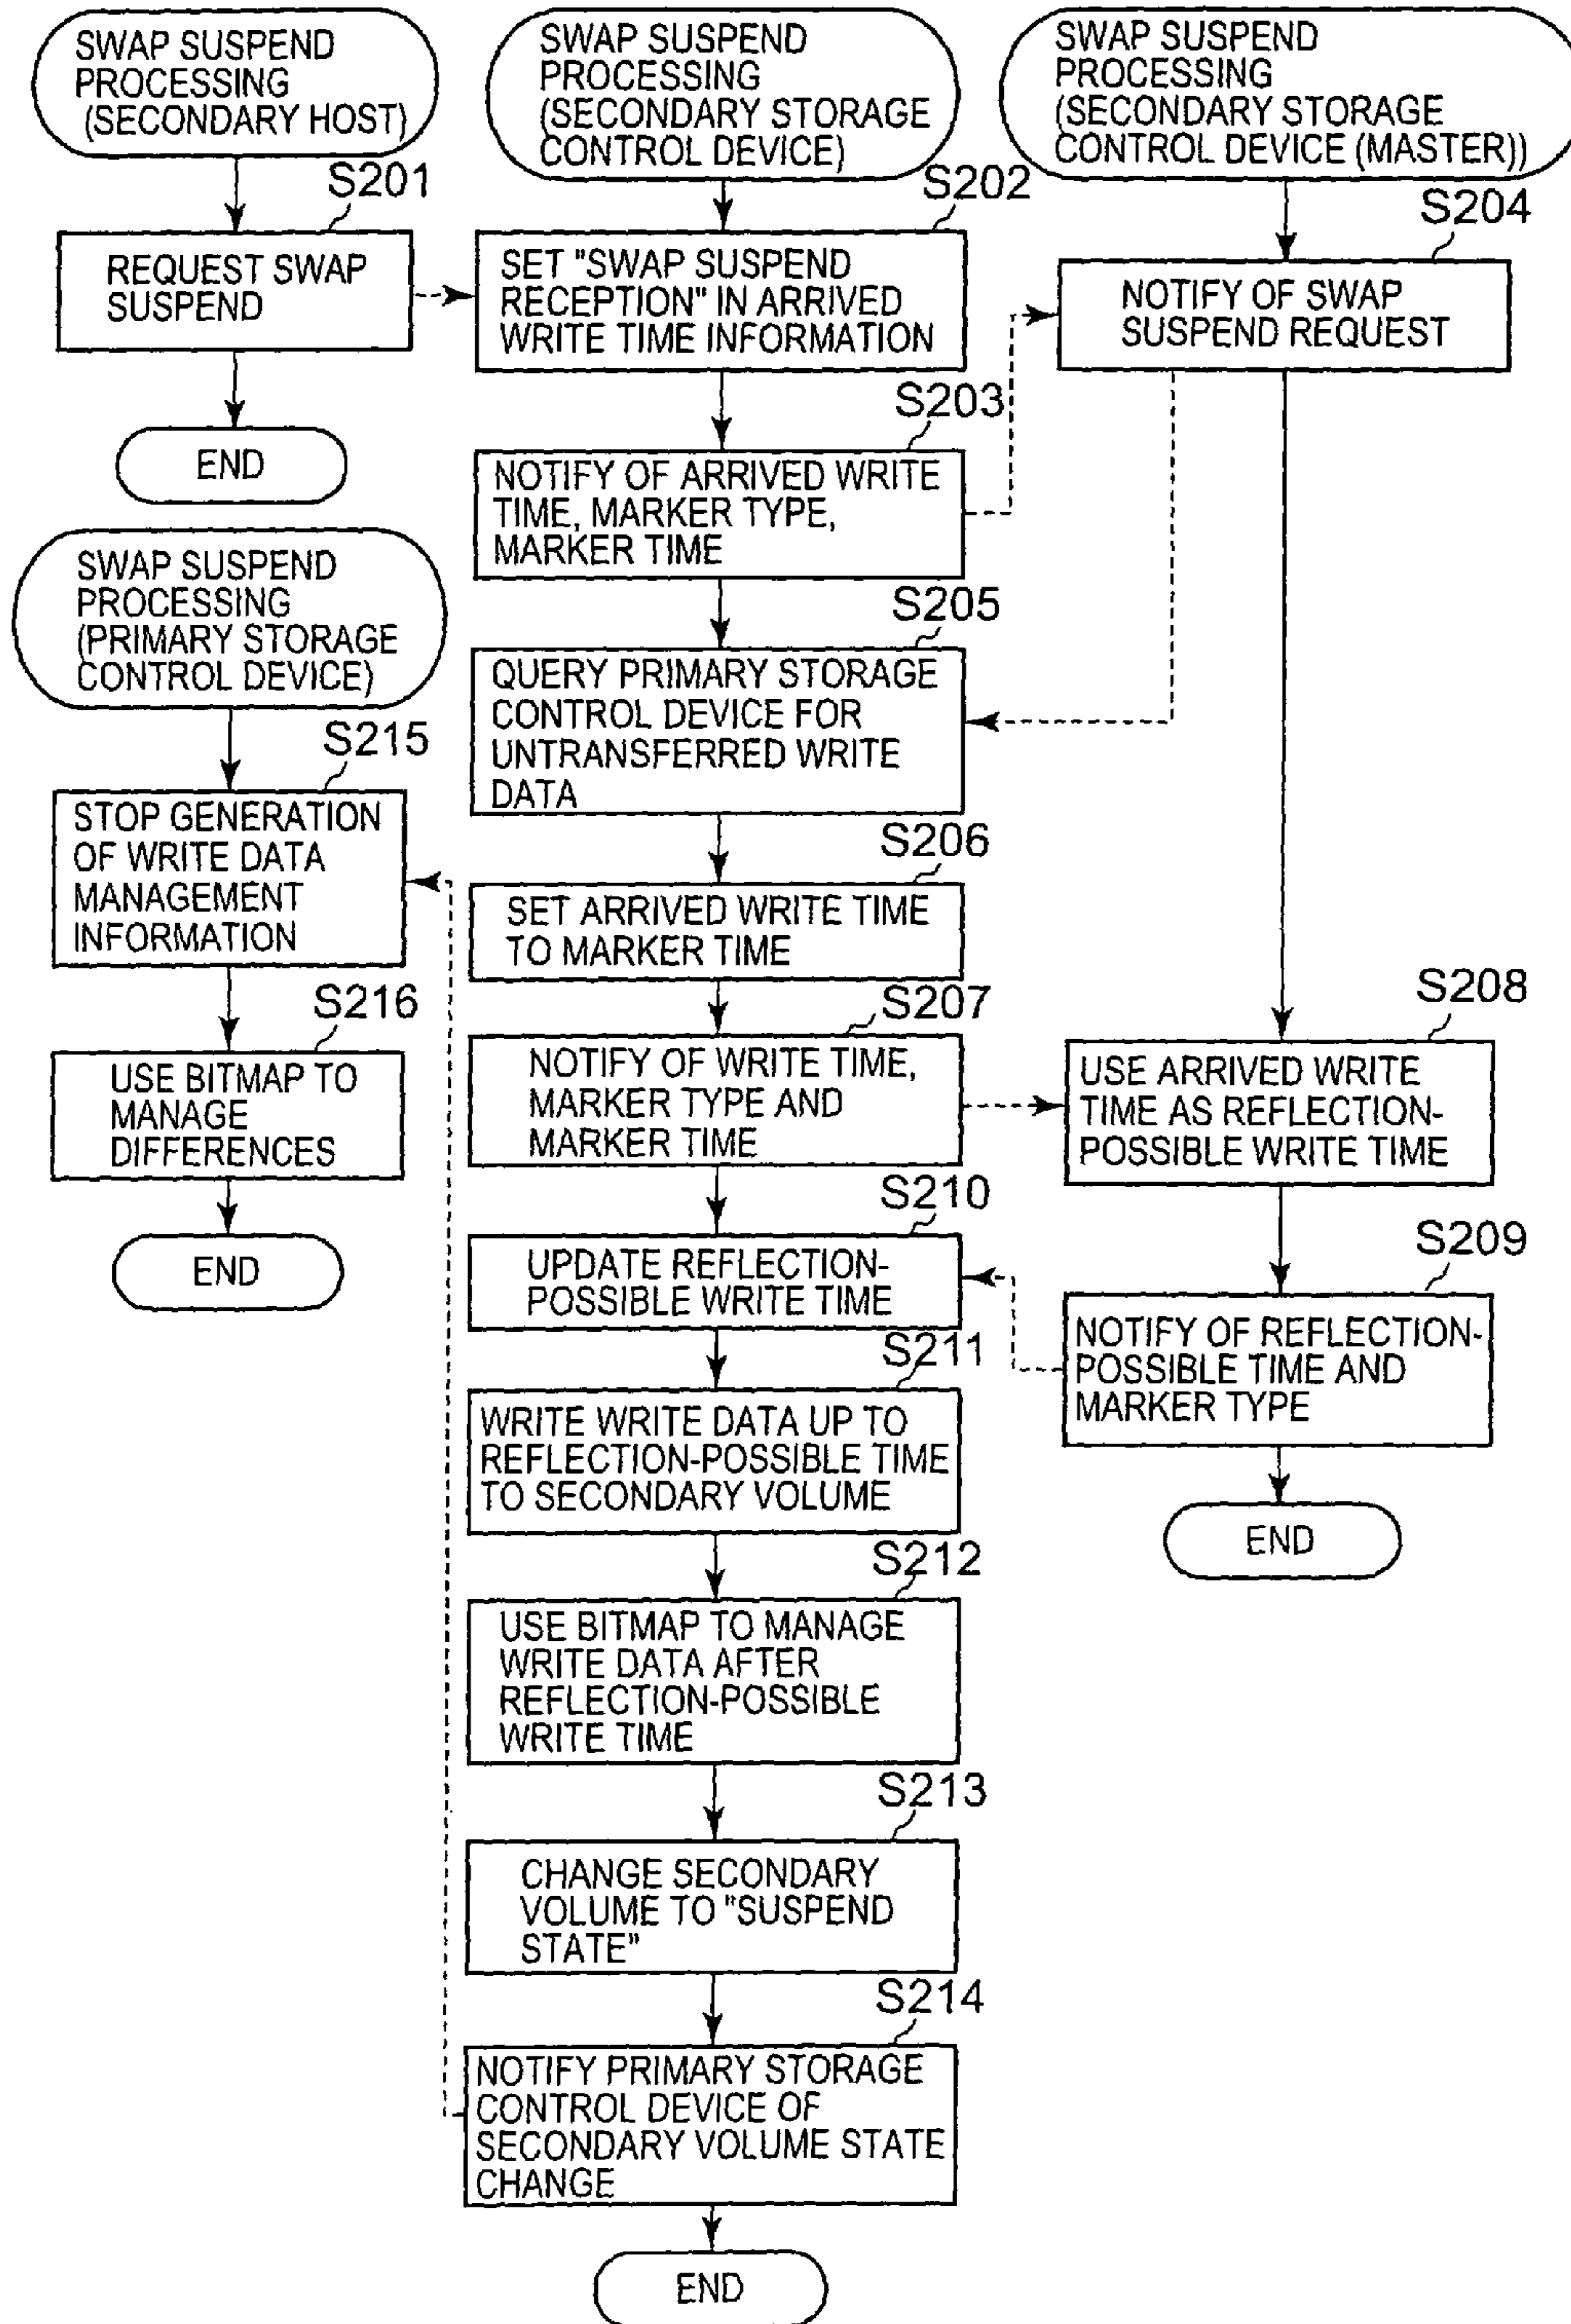 SWAP SUSPEND
PROCESSING
(SECONDARY HOST)
S201
REQUEST SWAP
SUSPEND
END
SWAP SUSPEND
PROCESSING
(PRIMARY STORAGE
CONTROL DEVICE)
S215
STOP GENERATION
OF WRITE DATA
MANAGEMENT
INFORMATION
S216
USE BITMAP TO
MANAGE
DIFFERENCES
END
SWAP SUSPEND
PROCESSING
(SECONDARY STORAGE
CONTROL DEVICE)
S202
SET "SWAP SUSPEND
RECEPTION" IN ARRIVED
WRITE TIME INFORMATION
S203
NOTIFY OF ARRIVED WRITE
TIME, MARKER TYPE,
MARKER TIME
S205
QUERY PRIMARY STORAGE
CONTROL DEVICE FOR
UNTRANSFERRED WRITE
DATA
S206
SET ARRIVED WRITE TIME
TO MARKER TIME
S207
NOTIFY OF WRITE TIME,
MARKER TYPE AND
MARKER TIME
S210
UPDATE REFLECTION-
POSSIBLE WRITE TIME
S211
WRITE WRITE DATA UP TO
REFLECTION-POSSIBLE TIME
TO SECONDARY VOLUME
S212
USE BITMAP TO MANAGE
WRITE DATA AFTER
REFLECTION-POSSIBLE
WRITE TIME
S213
CHANGE SECONDARY
VOLUME TO "SUSPEND
STATE"
S214
NOTIFY PRIMARY STORAGE
CONTROL DEVICE OF
SECONDARY VOLUME STATE
CHANGE
END
SWAP SUSPEND
PROCESSING
(SECONDARY STORAGE
CONTROL DEVICE (MASTER))
S204
NOTIFY OF SWAP
SUSPEND REQUEST
S208
USE ARRIVED WRITE
TIME AS REFLECTION-
POSSIBLE WRITE TIME
S209
NOTIFY OF REFLECTION-
POSSIBLE TIME AND
MARKER TYPE
END